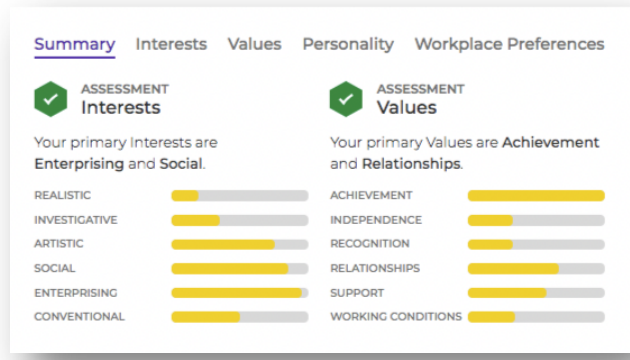 Summary Interests Values Personality Workplace Preferences
ASSESSMENT
Interests
Your primary Interests are
Enterprising and Social.
REALISTIC
INVESTIGATIVE
ARTISTIC
SOCIAL
ENTERPRISING
CONVENTIONAL
ASSESSMENT
Values
Your primary Values are Achievement
and Relationships.
ACHIEVEMENT
INDEPENDENCE
RECOGNITION
RELATIONSHIPS
SUPPORT
WORKING CONDITIONS